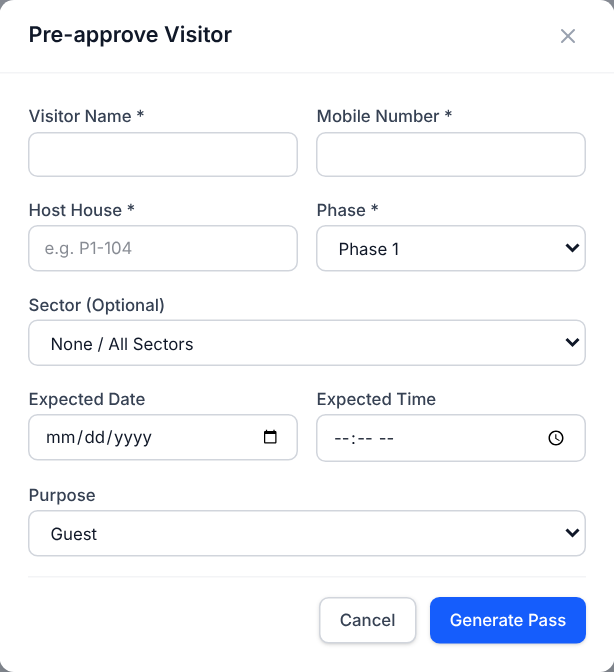 Pre-approve Visitor
Visitor Name * Mobile Number *
Host House * Phase *
e.g. P1-104 Phase 1
Sector (Optional)
None / All Sectors
Expected Date Expected Time
mm/dd/yyyy --:-- --
Purpose
Guest
Cancel Generate Pass